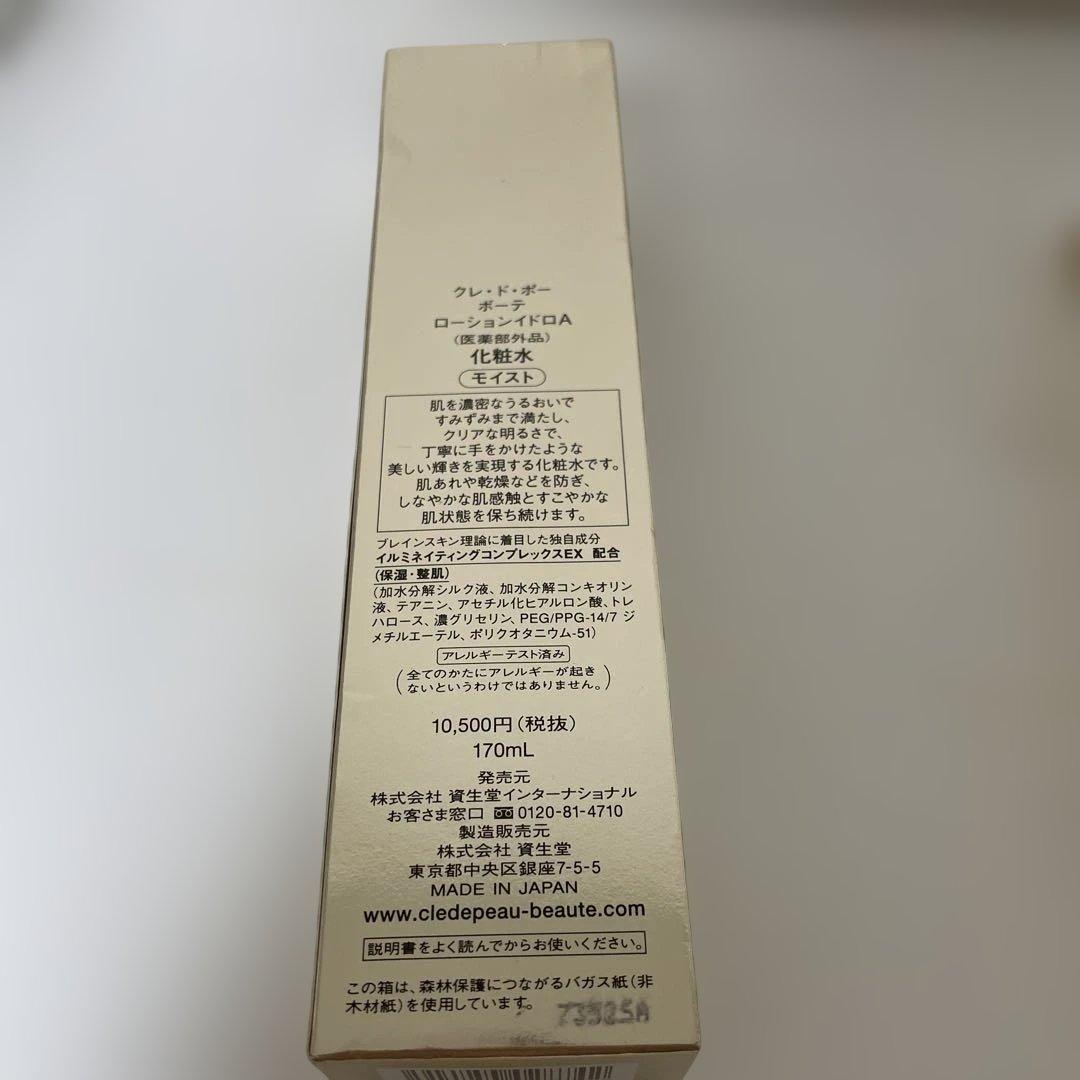 クレ・ド・ポー
ボーテ
ローションイドロA
(医薬部外品)
化粧水
モイスト
肌を濃密なうるおいで
すみずみまで満たし、
クリアな明るさで、
丁寧に手をかけたような
美しい輝きを実現する化粧水です。
肌あれや乾燥などを防ぎ、
しなやかな肌感触とすこやかな
肌状態を保ち続けます。
ブレインスキン理論に着目した独自成分
イルミネイティングコンプレックスEX 配合
(保湿・整肌)
(加水分解シルク液、加水分解コンキオリン
液、テアニン、アセチル化ヒアルロン酸、トレ
ハロース、濃グリセリン、PEG/PPG-14/7 ジ
メチルエーテル、ポリクオタニウム-51)
アレルギーテスト済み
(全てのかたにアレルギーが起き
ないというわけではありません。)
10,500円(税抜)
170mL
発売元
株式会社 資生堂インターナショナル
お客さま窓口 0120-81-4710
製造販売元
株式会社 資生堂
東京都中央区銀座7-5-5
MADE IN JAPAN
www.cledepeau-beaute.com
説明書をよく読んでからお使いください。
この箱は、森林保護につながるバガス紙(非
木材紙)を使用しています。